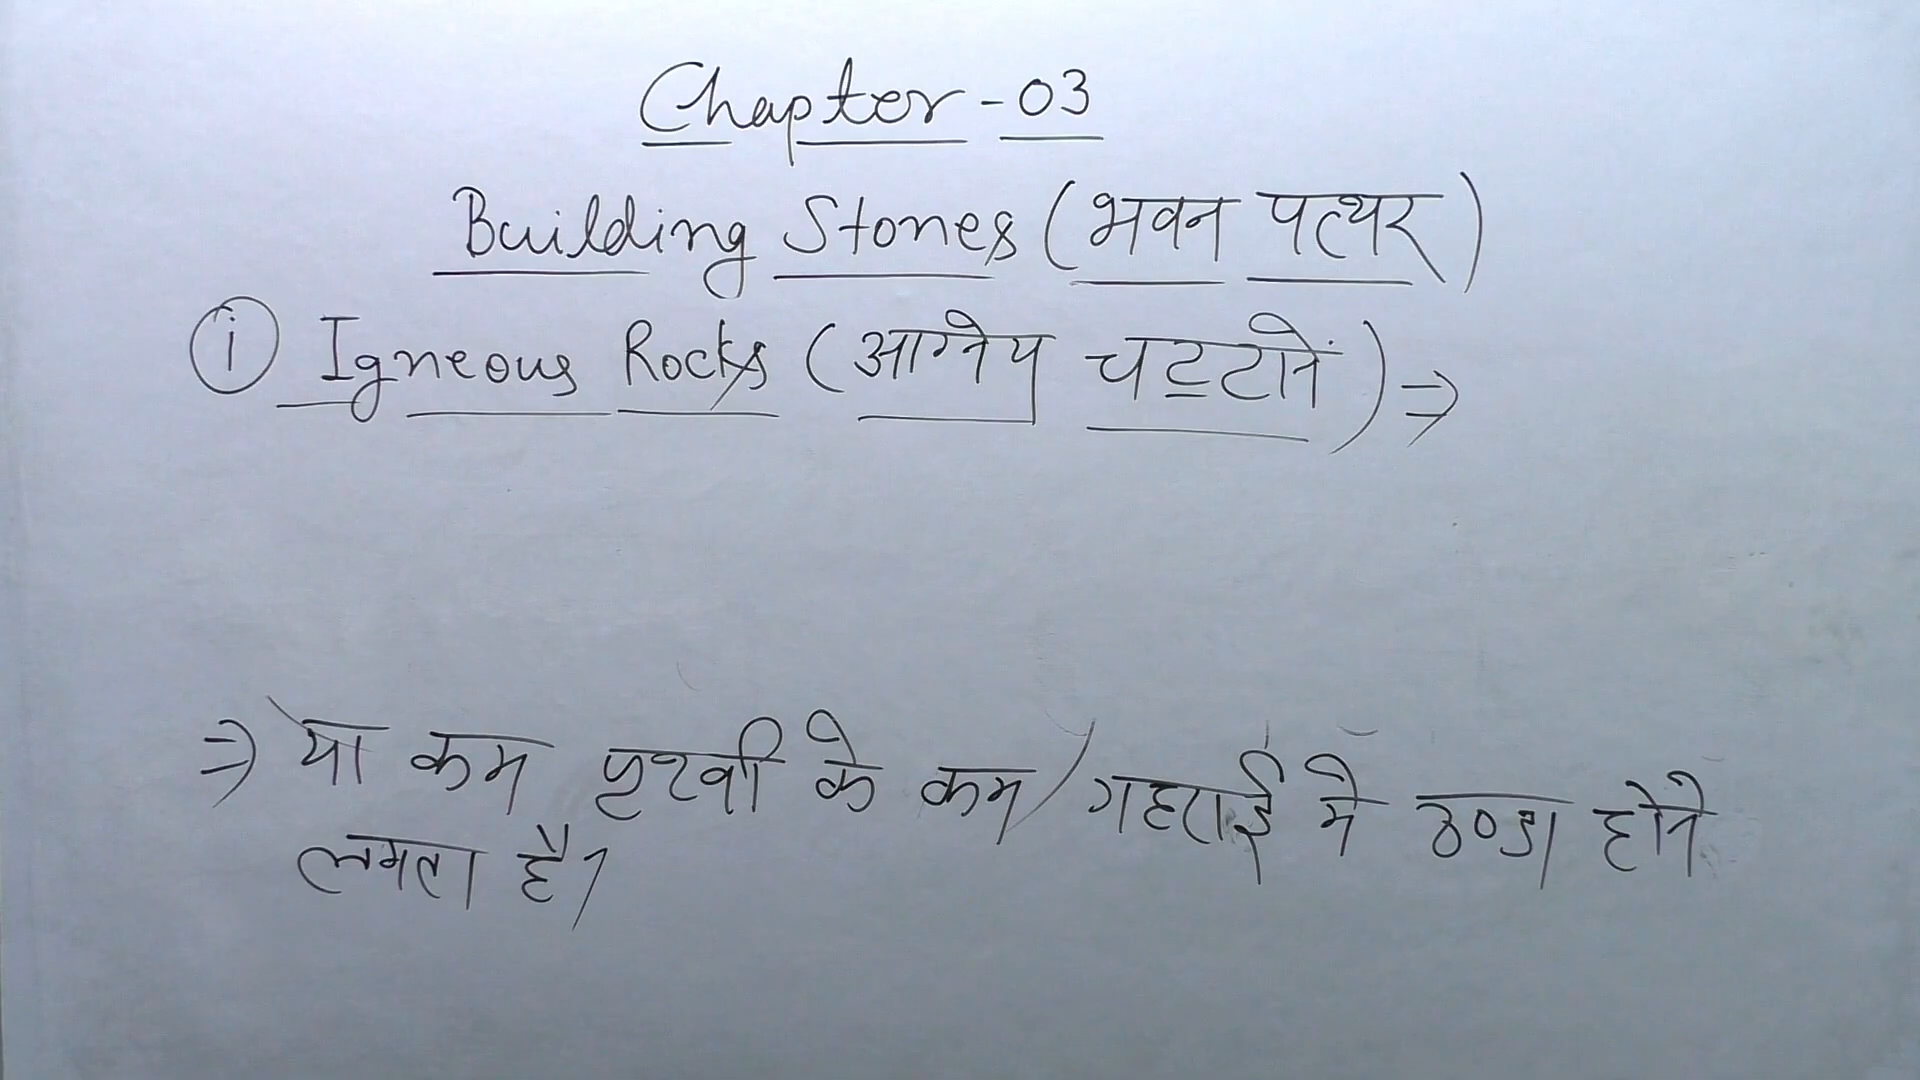 Chapter - 03
Building Stones (भवन पत्थर)
i Igneous Rocks (आग्नेय चट्टानें) ⇒
⇒ या कम पृथ्वी के कम गहराई मे ठण्डा होने
लगता है।